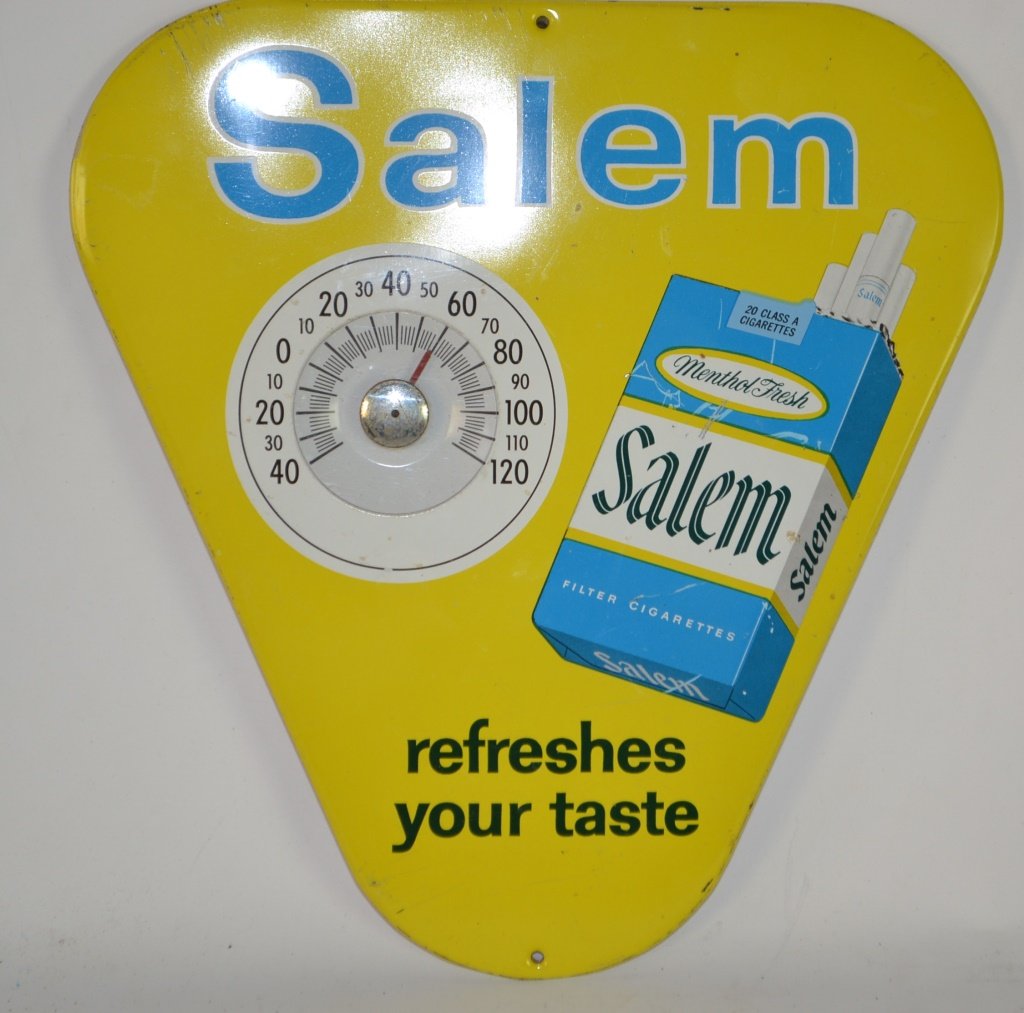 Salem
40 30 20 10 0 10 20 30 40 50 60 70 80 90 100 110 120
20 CLASS A
CIGARETTES
Menthol Fresh
Salem
Salem
Salem
FILTER CIGARETTES
Salem
refreshes
your taste